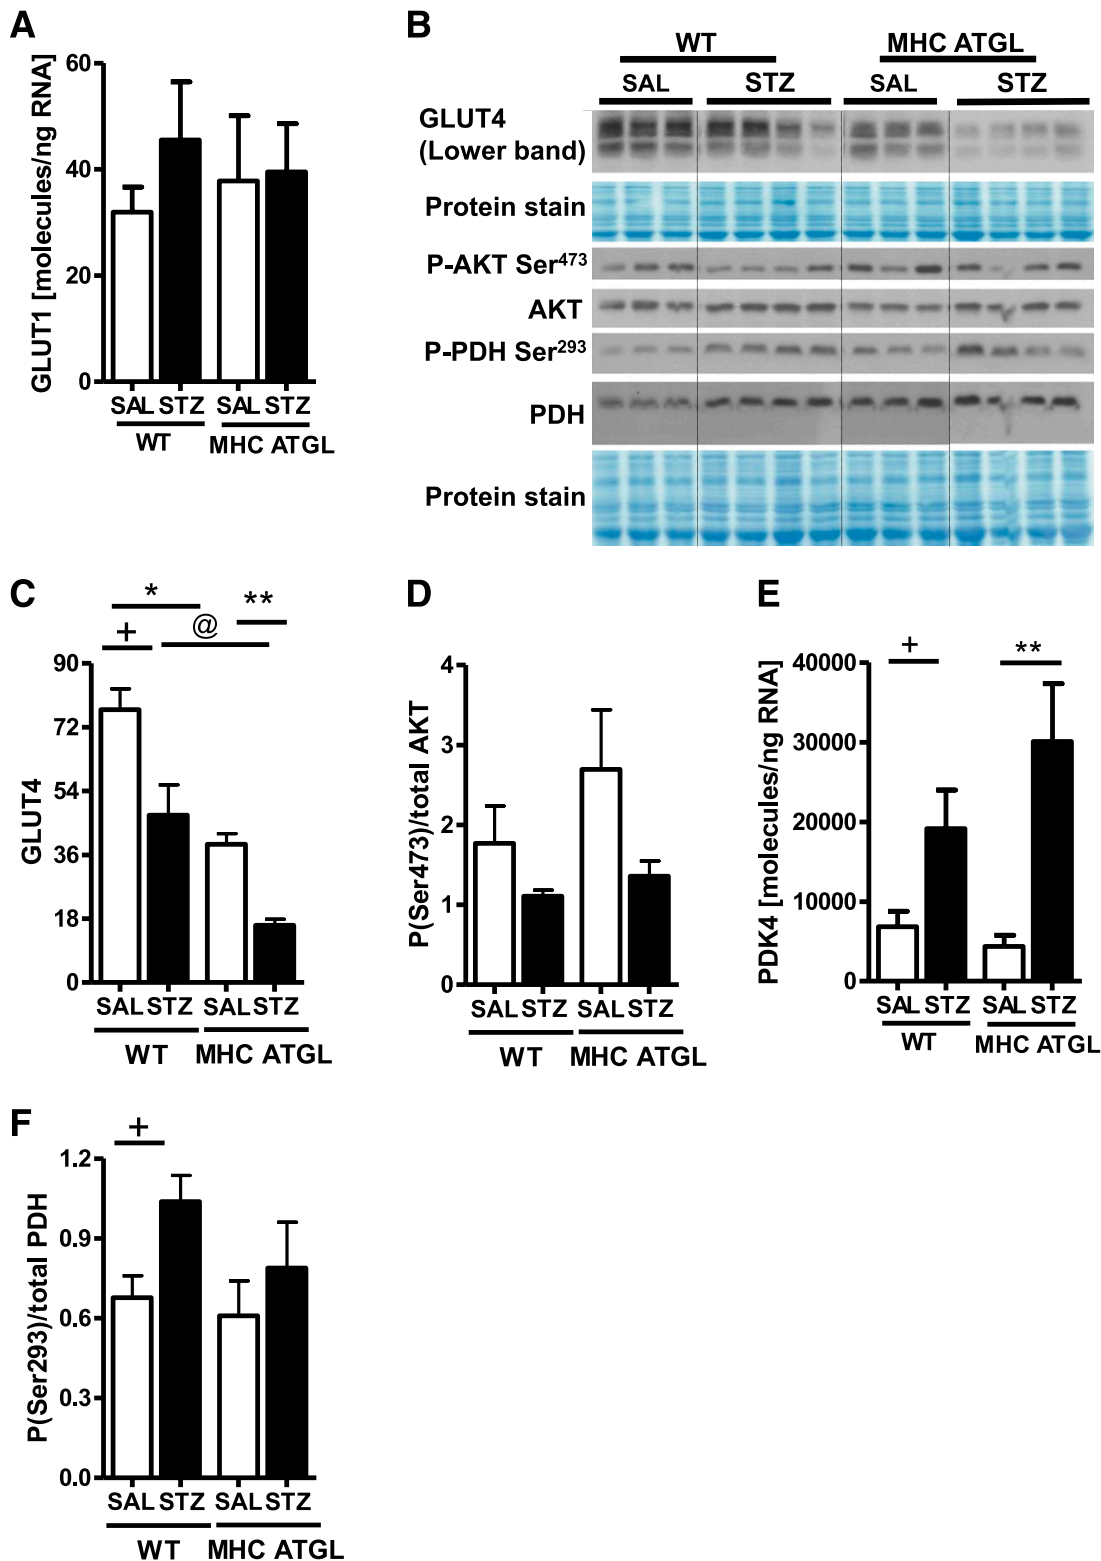 A
GLUT1 [molecules/ng RNA]
60
40
20
0
SAL STZ SAL STZ
WT MHC ATGL
B
WT MHC ATGL
SAL STZ SAL STZ
GLUT4
(Lower band)
Protein stain
P-AKT Ser473
AKT
P-PDH Ser293
PDH
Protein stain
C
* **
+ @
GLUT4
90
72
54
36
18
0
SAL STZ SAL STZ
WT MHC ATGL
D
P(Ser473)/total AKT
4
3
2
1
0
SAL STZ SAL STZ
WT MHC ATGL
E
+ **
PDK4 [molecules/ng RNA]
40000
30000
20000
10000
0
SAL STZ SAL STZ
WT MHC ATGL
F
+
P(Ser293)/total PDH
1.2
0.9
0.6
0.3
0.0
SAL STZ SAL STZ
WT MHC ATGL